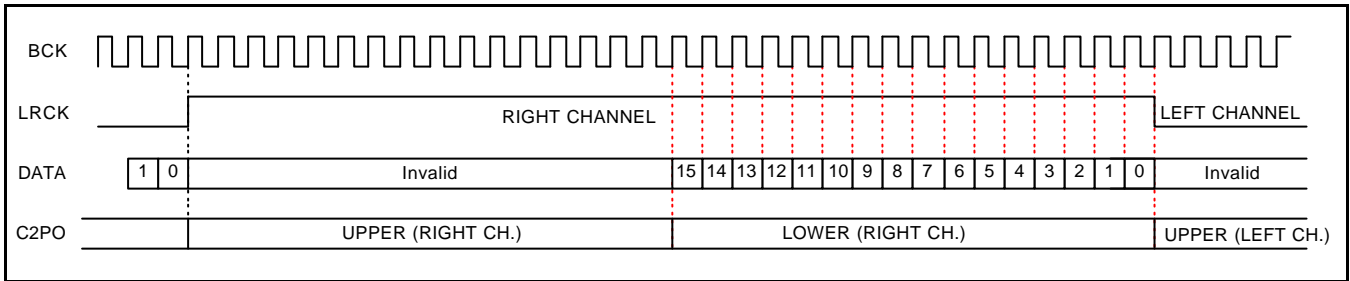 BCK
LRCK RIGHT CHANNEL LEFT CHANNEL
DATA 1 0 Invalid 15 14 13 12 11 10 9 8 7 6 5 4 3 2 1 0 Invalid
C2PO UPPER (RIGHT CH.) LOWER (RIGHT CH.) UPPER (LEFT CH.)